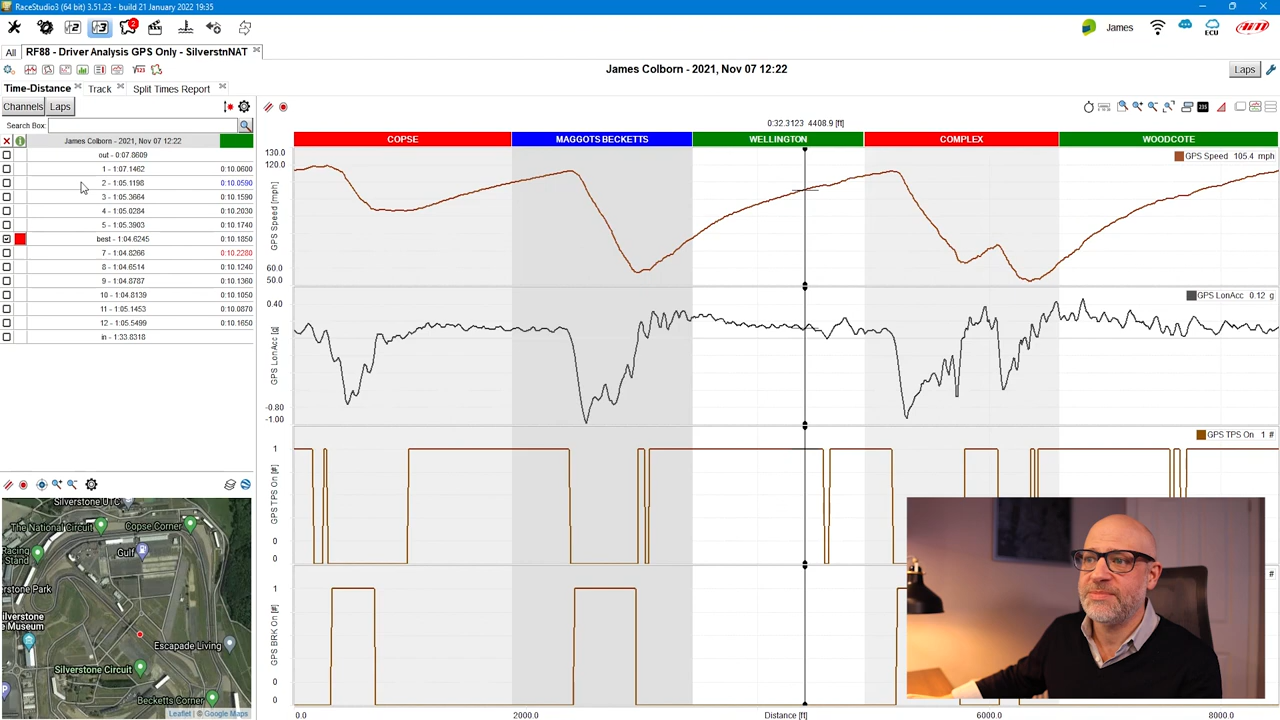 RaceStudio3 (64 bit) 3.51.23 - build 21 January 2022 19:35
2
3
2
James
ECU
All
RF88 - Driver Analysis GPS Only - SilverstnNAT
James Colborn - 2021, Nov 07 12:22
Laps
Time-Distance
Track
Split Times Report
Channels
Laps
Search Box:
0:32.3123 4408.9 [ft]
James Colborn - 2021, Nov 07 12:22
out - 0:07.8609
1 - 1:07.1462 0:10.0600
2 - 1:05.1198 0:10.0590
3 - 1:05.3664 0:10.1590
4 - 1:05.0284 0:10.2030
5 - 1:05.3903 0:10.1740
best - 1:04.6245 0:10.1850
7 - 1:04.8266 0:10.2280
8 - 1:04.6514 0:10.1240
9 - 1:04.8787 0:10.1360
10 - 1:04.8139 0:10.1050
11 - 1:05.1453 0:10.0870
12 - 1:05.5499 0:10.1650
in - 1:33.8318
COPSE
MAGGOTS BECKETTS
WELLINGTON
COMPLEX
WOODCOTE
130.0
120.0
60.0
50.0
GPS Speed [mph]
GPS Speed 105.4 mph
0.40
-0.80
-1.00
GPS LonAcc [g]
GPS LonAcc 0.12 g
1
0
0
GPS TPS On [#]
GPS TPS On 1 #
1
0
0
GPS BRK On [#]
#
0.0
2000.0
Distance [ft]
6000.0
8000.0
Silverstone UTC
The National Circuit
Copse Corner
Racing
Stand
Gulf
erstone Park
ilverstone
e Museum
Escapade Living
Silverstone Circuit
Becketts Corner
Leaflet | © Google Maps